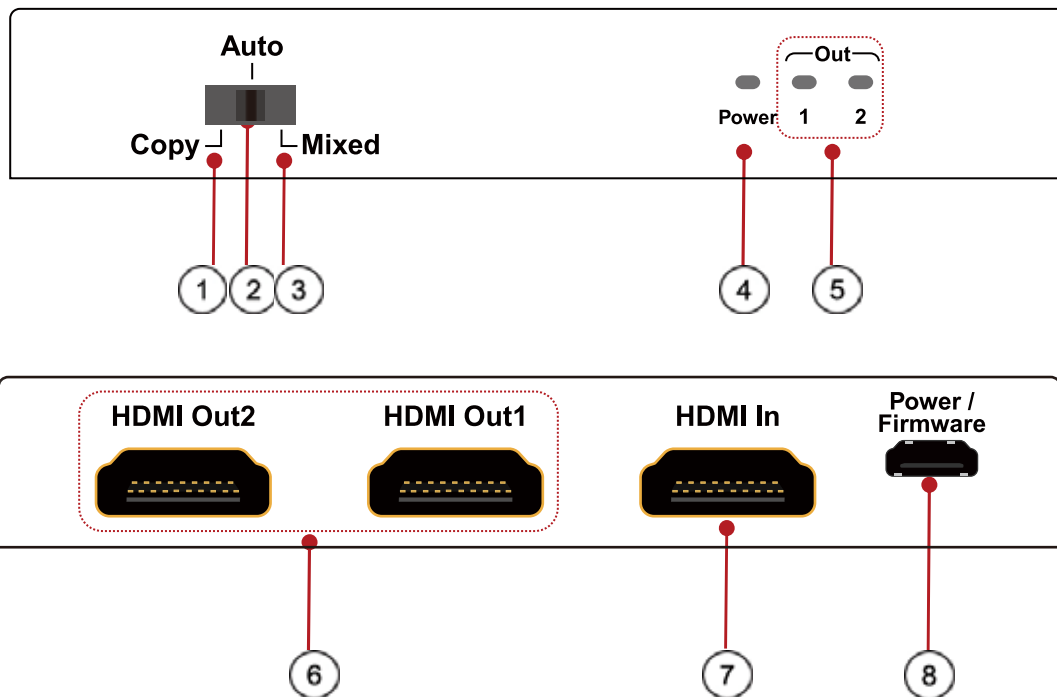 Auto
Copy
Mixed
Out
Power
1
2
1
2
3
4
5
HDMI Out2
HDMI Out1
HDMI In
Power /
Firmware
6
7
8